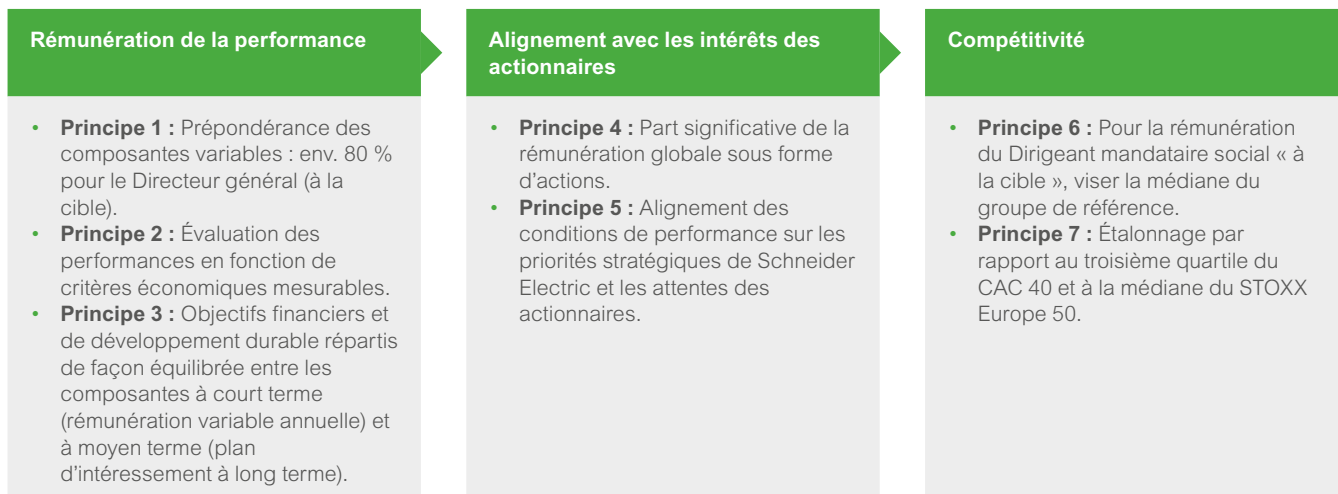 Rémunération de la performance
• Principe 1 : Prépondérance des
composantes variables : env. 80 %
pour le Directeur général (à la
cible).
• Principe 2 : Évaluation des
performances en fonction de
critères économiques mesurables.
• Principe 3 : Objectifs financiers et
de développement durable répartis
de façon équilibrée entre les
composantes à court terme
(rémunération variable annuelle) et
à moyen terme (plan
d'intéressement à long terme).
Alignement avec les intérêts des
actionnaires
• Principe 4 : Part significative de la
rémunération globale sous forme
d'actions.
• Principe 5 : Alignement des
conditions de performance sur les
priorités stratégiques de Schneider
Electric et les attentes des
actionnaires.
Compétitivité
• Principe 6 : Pour la rémunération
du Dirigeant mandataire social « à
la cible », viser la médiane du
groupe de référence.
• Principe 7 : Étalonnage par
rapport au troisième quartile du
CAC 40 et à la médiane du STOXX
Europe 50.